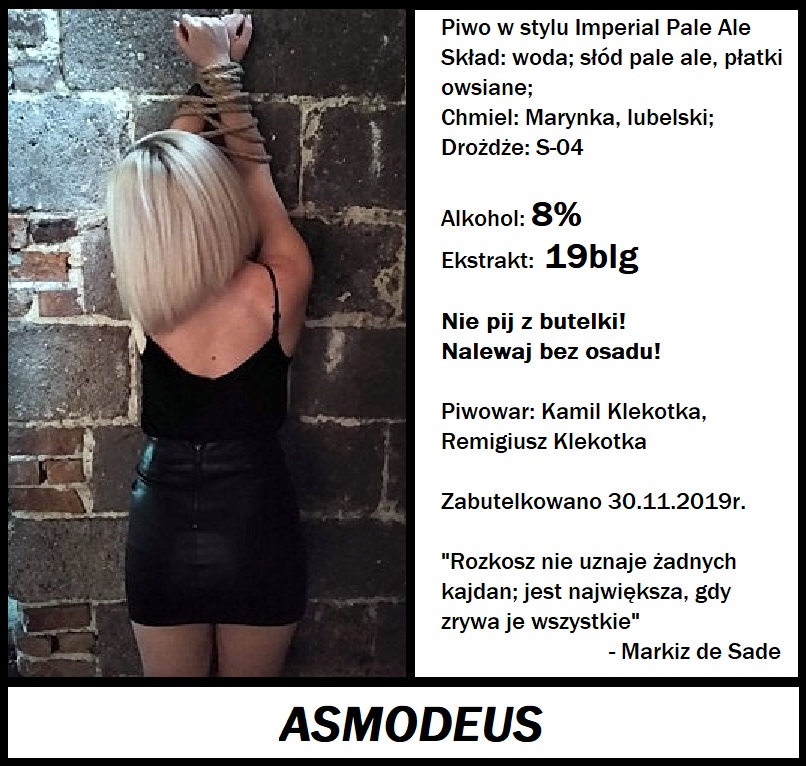 Piwo w stylu Imperial Pale Ale
Skład: woda; słód pale ale, płatki
owsiane;
Chmiel: Marynka, lubelski;
Drożdże: S-04
Alkohol: 8%
Ekstrakt: 19blg
Nie pij z butelki!
Nalewaj bez osadu!
Piwowar: Kamil Klekotka,
Remigiusz Klekotka
Zabutelkowano 30.11.2019r.
"Rozkosz nie uznaje żadnych
kajdan; jest największa, gdy
zrywa je wszystkie"
- Markiz de Sade
ASMODEUS